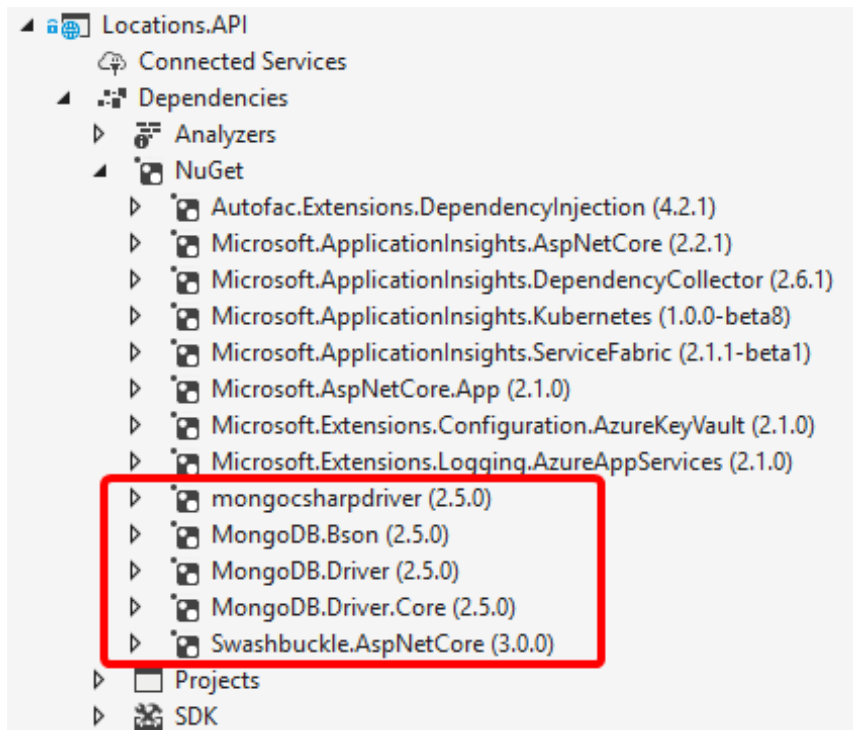 Locations.API
Connected Services
Dependencies
Analyzers
NuGet
Autofac.Extensions.DependencyInjection (4.2.1)
Microsoft.ApplicationInsights.AspNetCore (2.2.1)
Microsoft.ApplicationInsights.DependencyCollector (2.6.1)
Microsoft.ApplicationInsights.Kubernetes (1.0.0-beta8)
Microsoft.ApplicationInsights.ServiceFabric (2.1.1-beta1)
Microsoft.AspNetCore.App (2.1.0)
Microsoft.Extensions.Configuration.AzureKeyVault (2.1.0)
Microsoft.Extensions.Logging.AzureAppServices (2.1.0)
mongocsharpdriver (2.5.0)
MongoDB.Bson (2.5.0)
MongoDB.Driver (2.5.0)
MongoDB.Driver.Core (2.5.0)
Swashbuckle.AspNetCore (3.0.0)
Projects
SDK